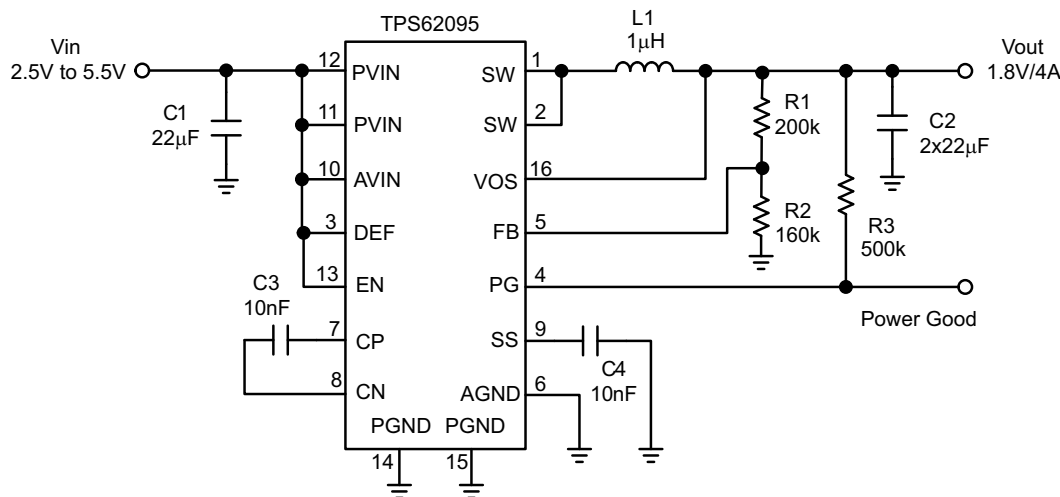 TPS62095
L1
1μH
Vin
2.5V to 5.5V
Vout
1.8V/4A
12
PVIN
SW
1
11
PVIN
SW
2
10
AVIN
VOS
16
3
DEF
FB
5
13
EN
PG
4
7
CP
SS
9
8
CN
AGND
6
PGND
PGND
14
15
C1
22μF
C3
10nF
R1
200k
R2
160k
C2
2x22μF
R3
500k
Power Good
C4
10nF